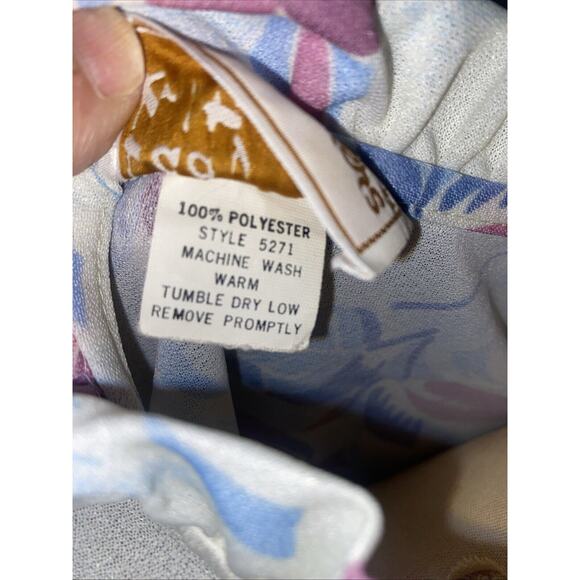 100% POLYESTER
STYLE 5271
MACHINE WASH
WARM
TUMBLE DRY LOW
REMOVE PROMPTLY